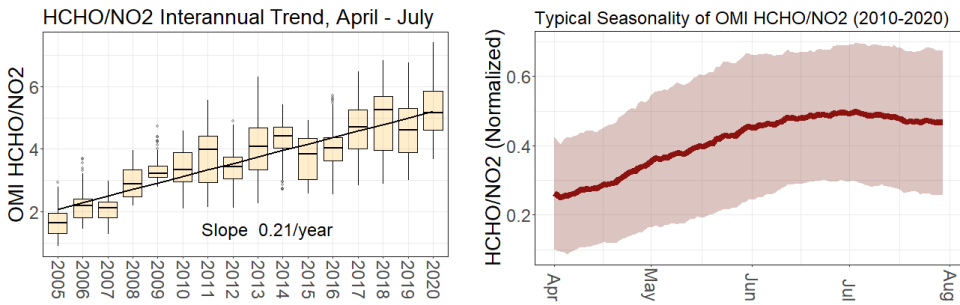 HCHO/NO2 Interannual Trend, April - July
OMI HCHO/NO2
6
4
2
Slope 0.21/year
2005
2006
2007
2008
2009
2010
2011
2012
2013
2014
2015
2016
2017
2018
2019
2020
Typical Seasonality of OMI HCHO/NO2 (2010-2020)
HCHO/NO2 (Normalized)
0.6
0.4
0.2
Apr
May
Jun
Jul
Aug